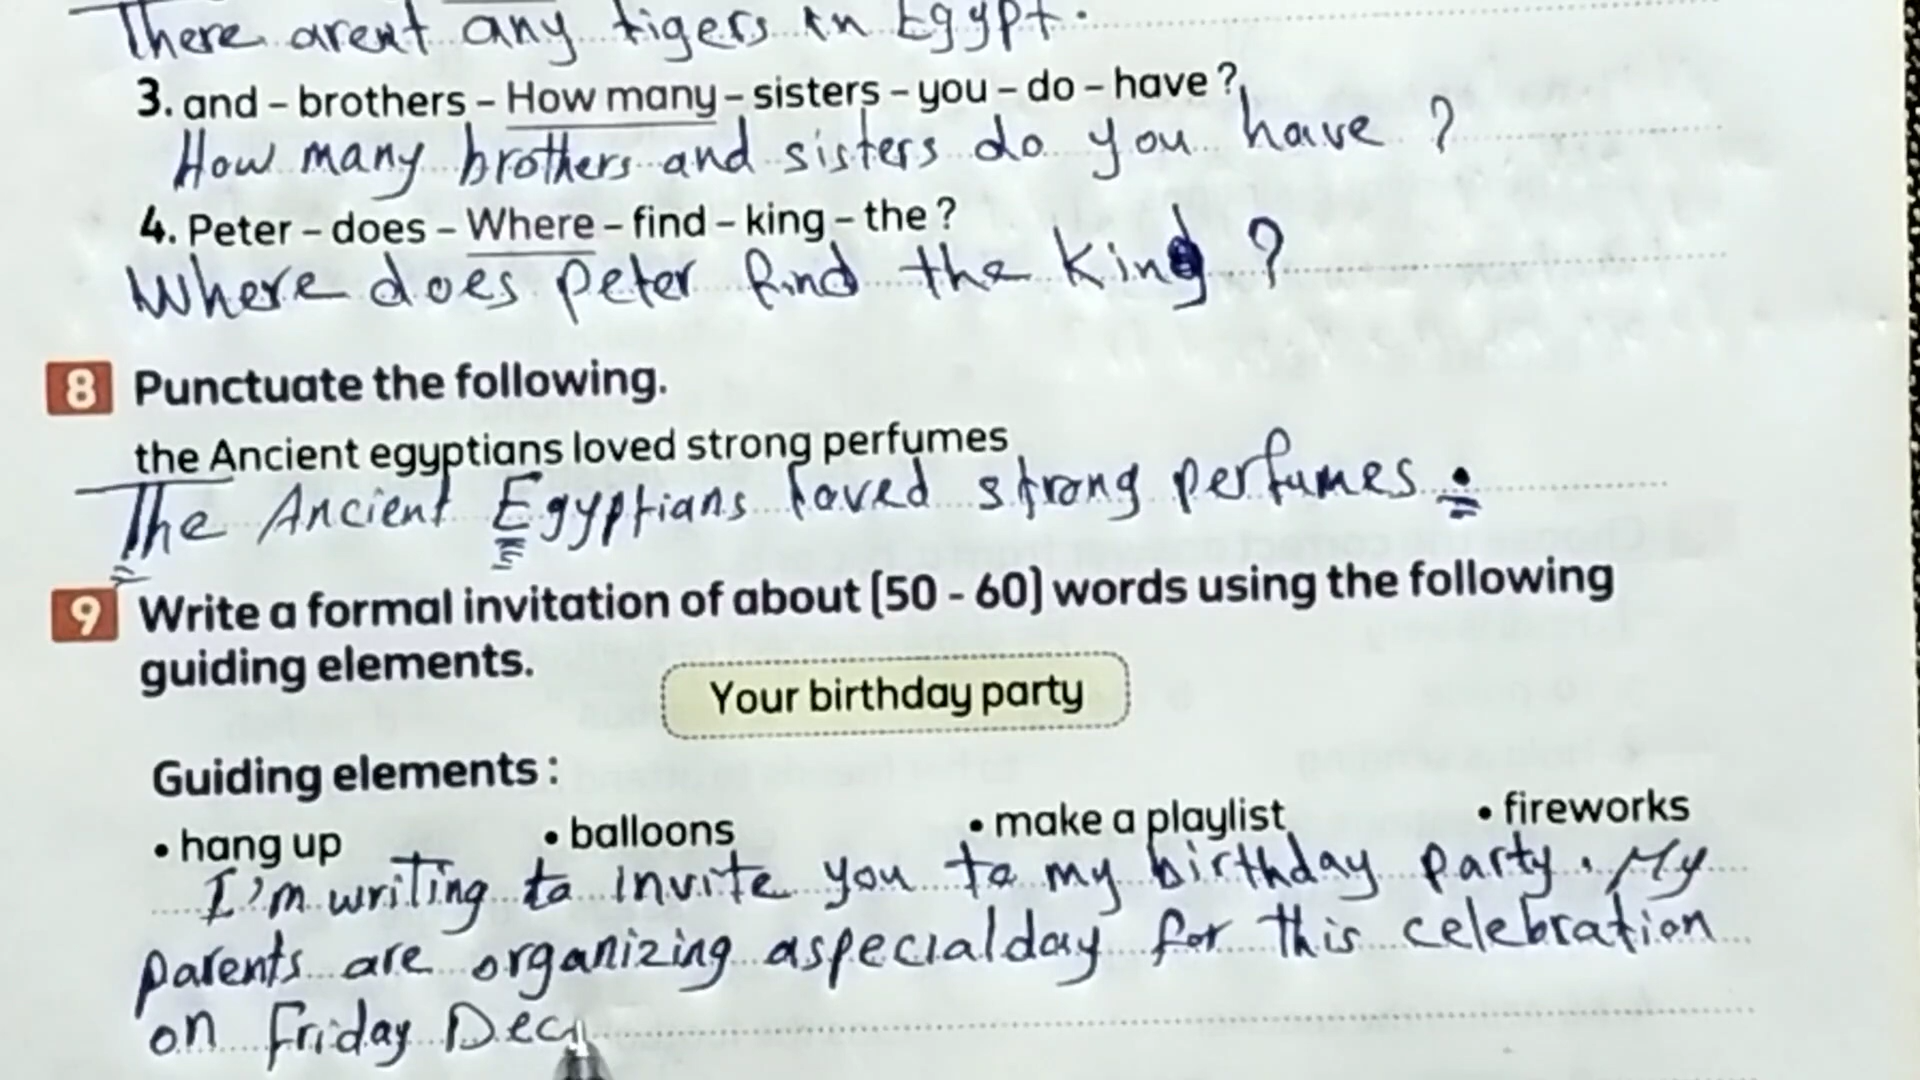 There aren't any tigers in Egypt.
3. and – brothers – How many – sisters – you – do – have ?
How many brothers and sisters do you have ?
4. Peter – does – Where – find – king – the ?
Where does peter find the King ?
8 Punctuate the following.
the Ancient egyptians loved strong perfumes
The Ancient Egyptians loved strong perfumes .
9 Write a formal invitation of about (50 - 60) words using the following
guiding elements.
Your birthday party
Guiding elements :
• hang up • balloons • make a playlist • fireworks
I'm writing to invite you to my birthday party. My
parents are organizing a special day for this celebration
on Friday Dec